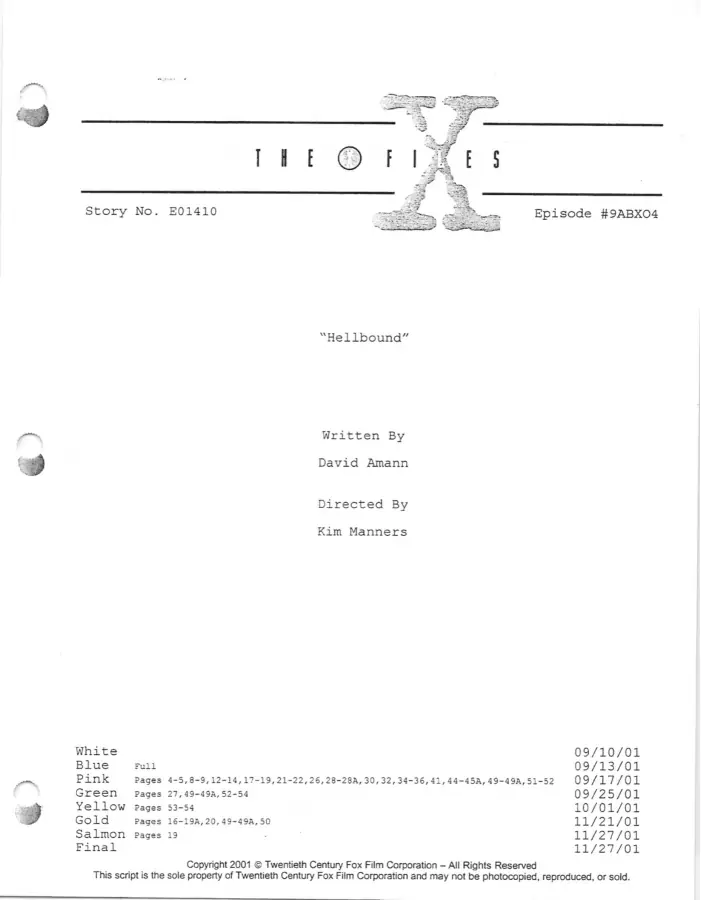 THE X FILES
Story No. E01410
Episode #9ABX04
"Hellbound"
Written By
David Amann
Directed By
Kim Manners
White 09/10/01
Blue Full 09/13/01
Pink Pages 4-5,8-9,12-14,17-19,21-22,26,28-28A,30,32,34-36,41,44-45A,49-49A,51-52 09/17/01
Green Pages 27,49-49A,52-54 09/25/01
Yellow Pages 53-54 10/01/01
Gold Pages 16-19A,20,49-49A,50 11/21/01
Salmon Pages 19 11/27/01
Final 11/27/01
Copyright 2001 © Twentieth Century Fox Film Corporation – All Rights Reserved
This script is the sole property of Twentieth Century Fox Film Corporation and may not be photocopied, reproduced, or sold.